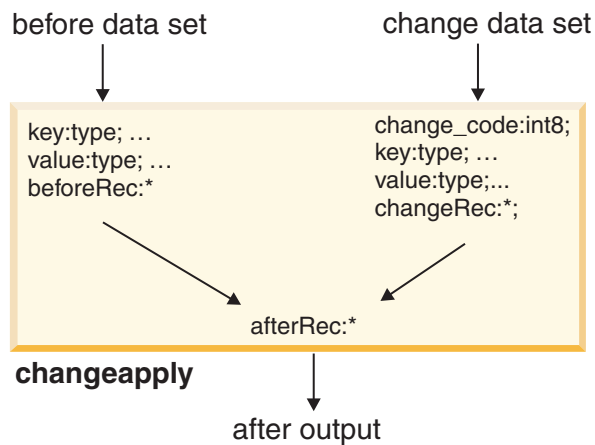 before data set
change data set
key:type; …
value:type; …
beforeRec:*
change_code:int8;
key:type; …
value:type;...
changeRec:*;
afterRec:*
changeapply
after output